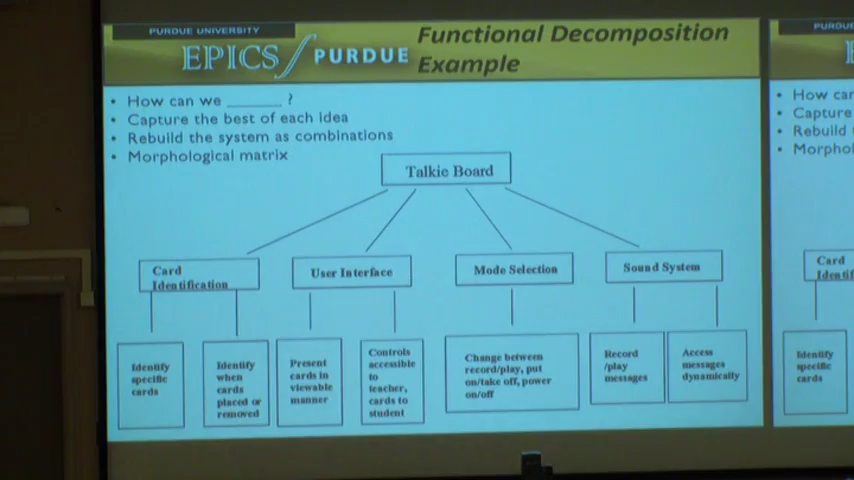 PURDUE UNIVERSITY
EPICS PURDUE
Functional Decomposition
Example
• How can we ______ ?
• Capture the best of each idea
• Rebuild the system as combinations
• Morphological matrix
Talkie Board
Card
Identification
User Interface
Mode Selection
Sound System
Identify
specific
cards
Identify
when
cards
placed or
removed
Present
cards in
viewable
manner
Controls
accessible
to
teacher,
cards to
student
Change between
record/play, put
on/take off, power
on/off
Record
/play
messages
Access
messages
dynamically
PURDUE
E
• How can
• Capture
• Rebuild
• Morphol
Card
Identif
Identify
specific
cards